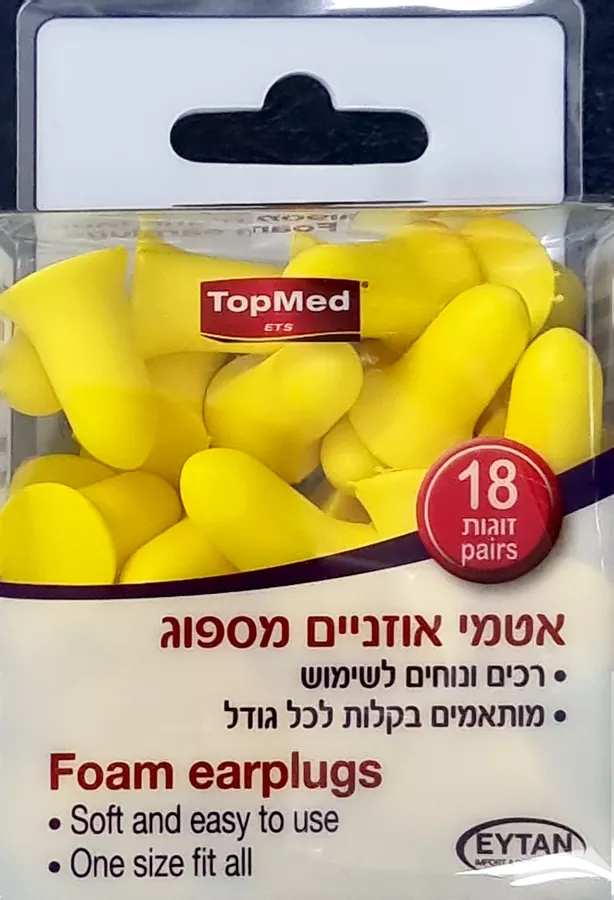 TopMed
ETS
18
זוגות
pairs
אטמי אוזניים מספוג
• רכים ונוחים לשימוש
• מותאמים בקלות לכל גודל
Foam earplugs
• Soft and easy to use
• One size fit all
EYTAN
IMPORT &